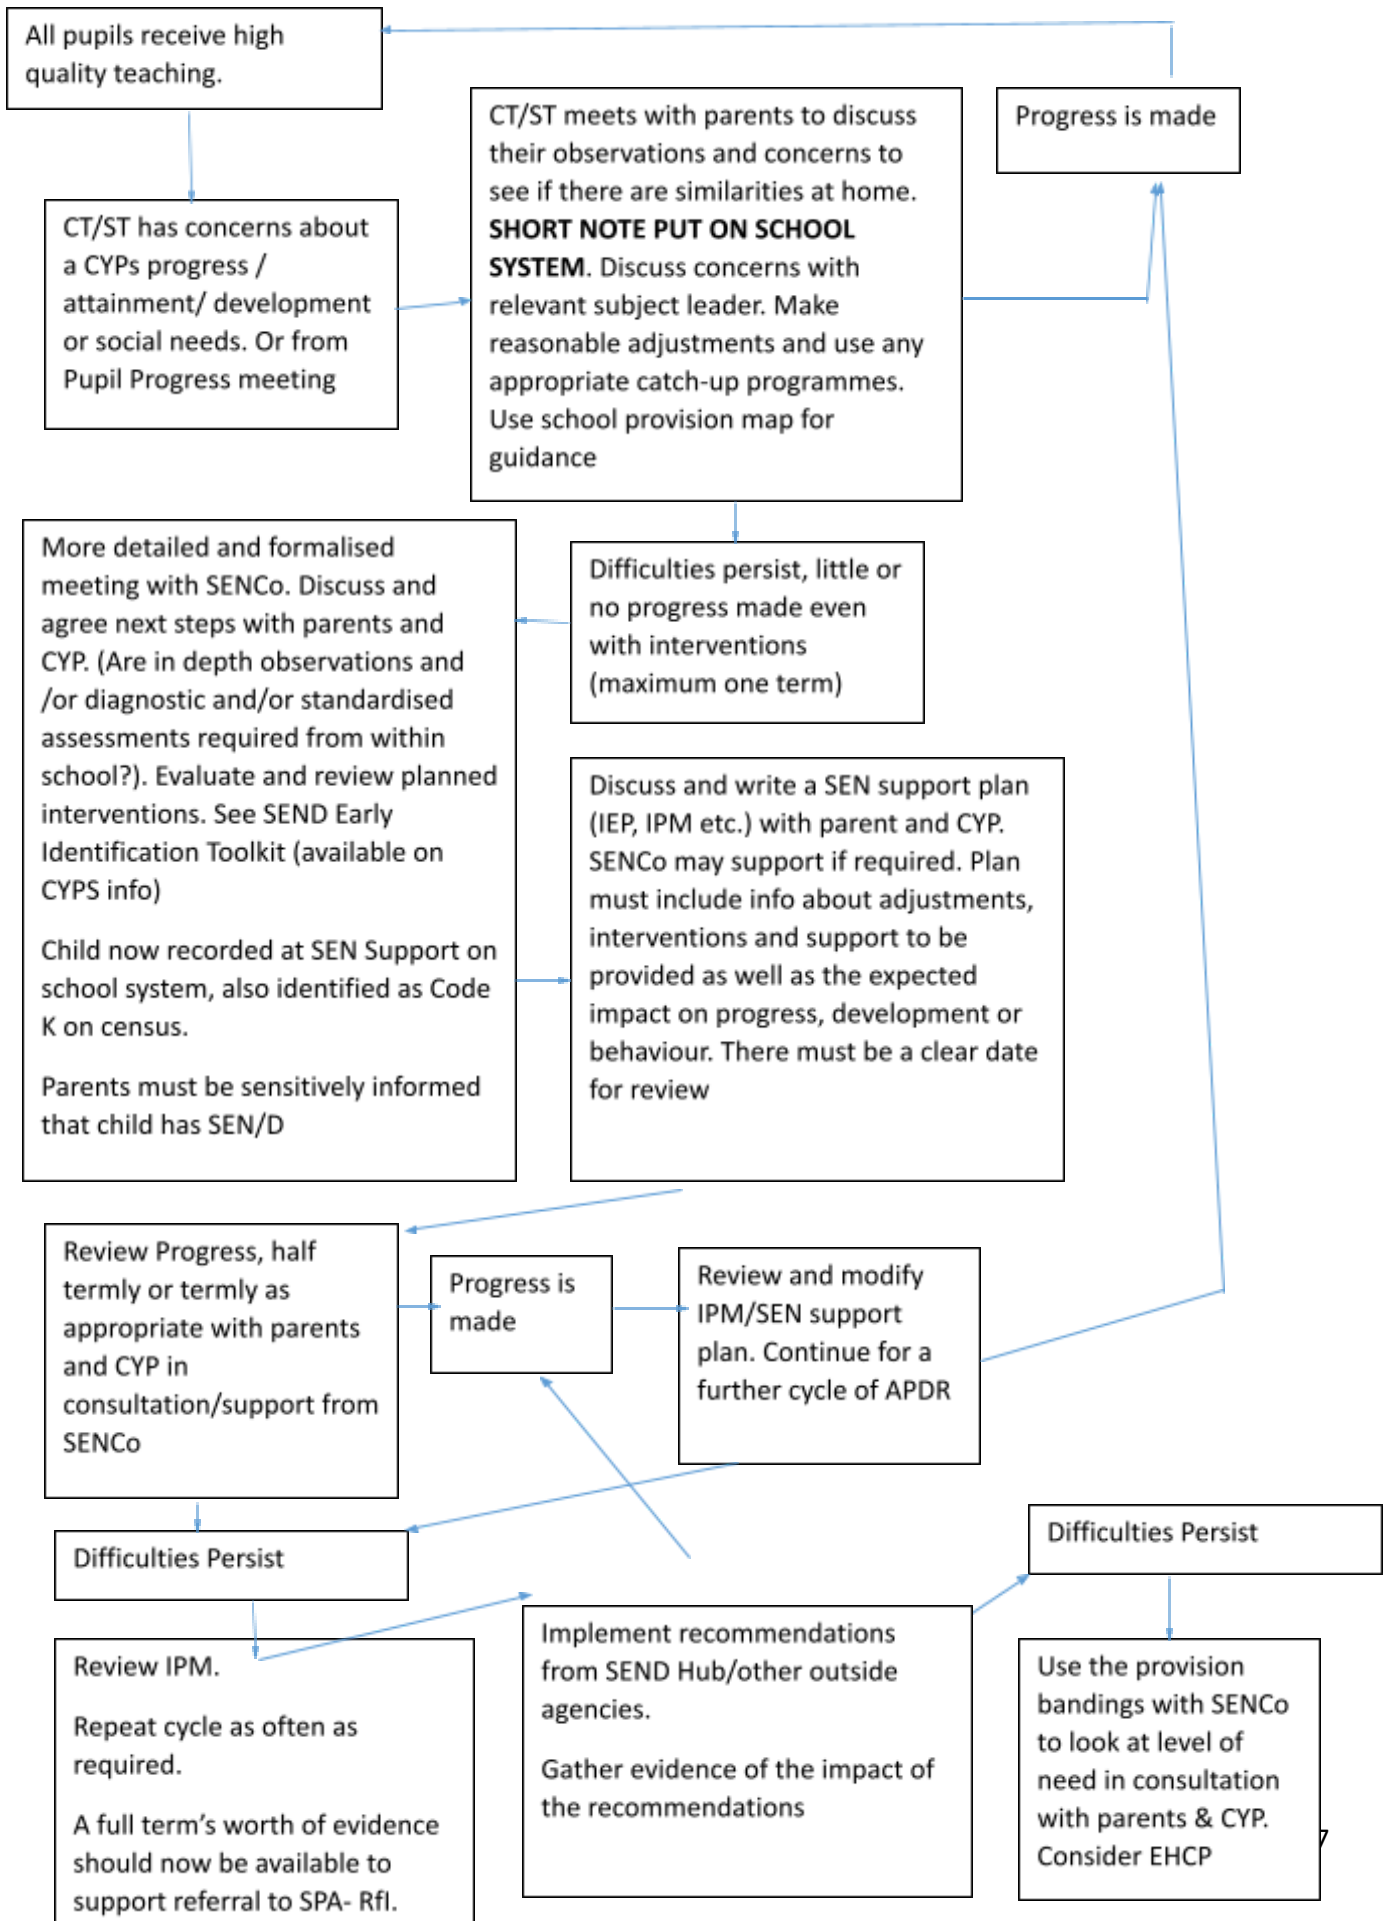 All pupils receive high
quality teaching.
CT/ST has concerns about
a CYPs progress /
attainment/ development
or social needs. Or from
Pupil Progress meeting
CT/ST meets with parents to discuss
their observations and concerns to
see if there are similarities at home.
SHORT NOTE PUT ON SCHOOL
SYSTEM. Discuss concerns with
relevant subject leader. Make
reasonable adjustments and use any
appropriate catch-up programmes.
Use school provision map for
guidance
Progress is made
Difficulties persist, little or
no progress made even
with interventions
(maximum one term)
More detailed and formalised
meeting with SENCo. Discuss and
agree next steps with parents and
CYP. (Are in depth observations and
/or diagnostic and/or standardised
assessments required from within
school?). Evaluate and review planned
interventions. See SEND Early
Identification Toolkit (available on
CYPS info)
Child now recorded at SEN Support on
school system, also identified as Code
K on census.
Parents must be sensitively informed
that child has SEN/D
Discuss and write a SEN support plan
(IEP, IPM etc.) with parent and CYP.
SENCo may support if required. Plan
must include info about adjustments,
interventions and support to be
provided as well as the expected
impact on progress, development or
behaviour. There must be a clear date
for review
Review Progress, half
termly or termly as
appropriate with parents
and CYP in
consultation/support from
SENCo
Progress is
made
Review and modify
IPM/SEN support
plan. Continue for a
further cycle of APDR
Difficulties Persist
Review IPM.
Repeat cycle as often as
required.
A full term's worth of evidence
should now be available to
support referral to SPA- RfI.
Implement recommendations
from SEND Hub/other outside
agencies.
Gather evidence of the impact of
the recommendations
Difficulties Persist
Use the provision
bandings with SENCo
to look at level of
need in consultation
with parents & CYP.
Consider EHCP
7